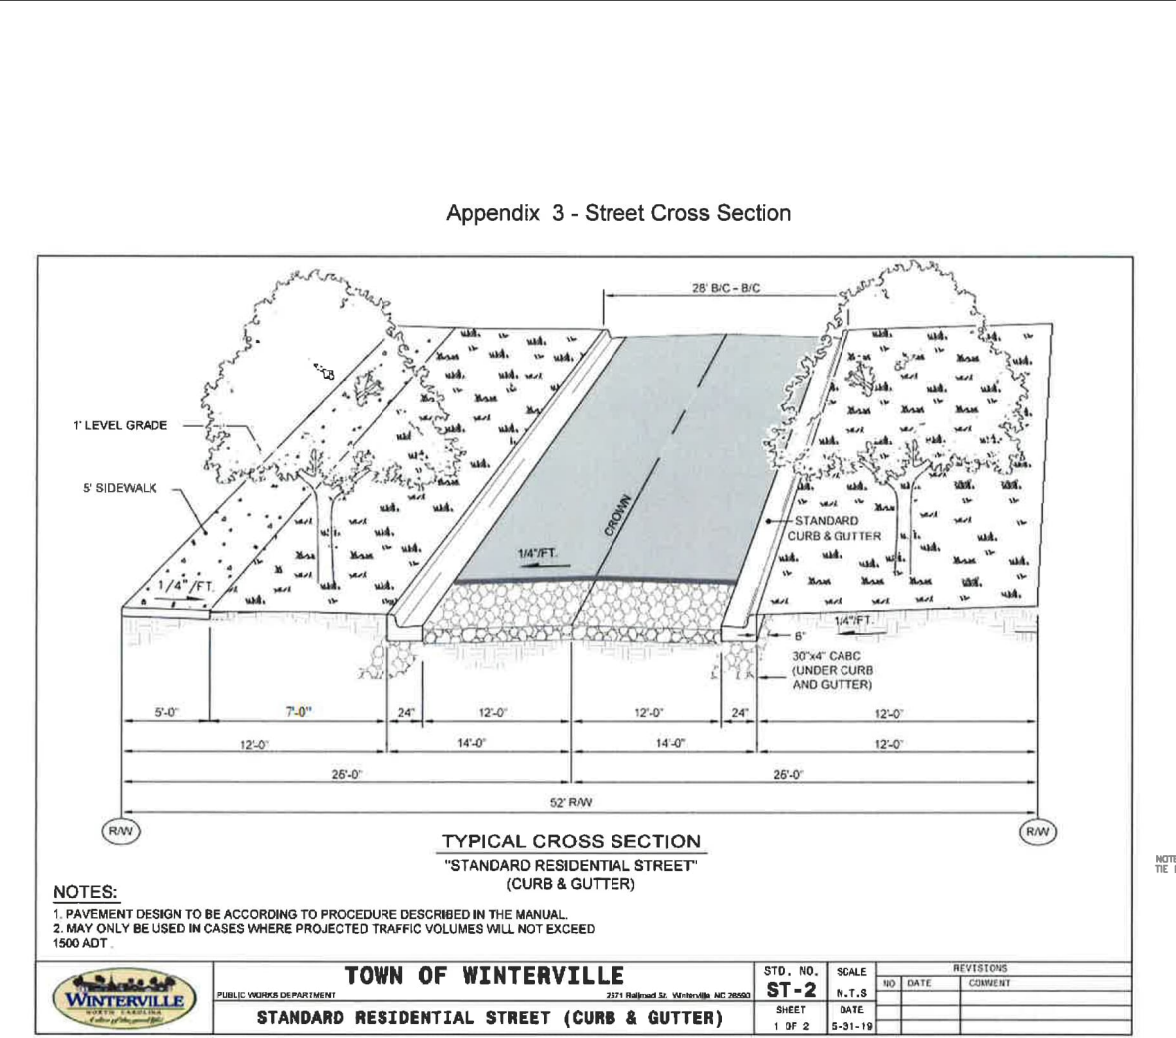 Appendix 3 - Street Cross Section
28' B/C - B/C
1' LEVEL GRADE
5' SIDEWALK
CROWN
STANDARD
CURB & GUTTER
1/4"/FT.
1/4"/FT.
1/4"/FT.
6"
30"x4" CABC
(UNDER CURB
AND GUTTER)
5'-0" 7'-0" 24" 12'-0" 12'-0" 24" 12'-0"
12'-0" 14'-0" 14'-0" 12'-0"
26'-0" 26'-0"
52' R/W
R/W R/W
TYPICAL CROSS SECTION
"STANDARD RESIDENTIAL STREET"
(CURB & GUTTER)
NOTES:
1. PAVEMENT DESIGN TO BE ACCORDING TO PROCEDURE DESCRIBED IN THE MANUAL.
2. MAY ONLY BE USED IN CASES WHERE PROJECTED TRAFFIC VOLUMES WILL NOT EXCEED
1500 ADT.
NOTE
TIE
WINTERVILLE
NORTH CAROLINA
TOWN OF WINTERVILLE
PUBLIC WORKS DEPARTMENT 2571 Railroad St. Winterville NC 28590
STANDARD RESIDENTIAL STREET (CURB & GUTTER)
STD. NO.
ST-2
SHEET
1 OF 2
SCALE
N.T.S
DATE
5-31-19
REVISIONS
NO DATE COMMENT